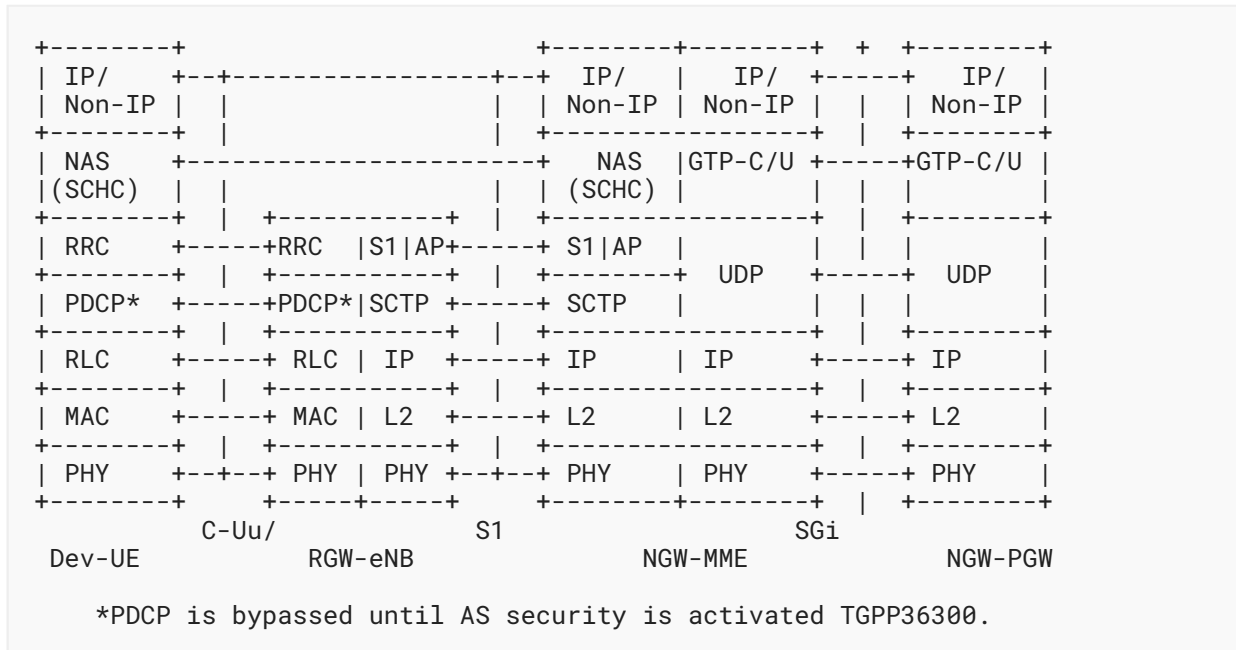 +--------+                         +--------+--------+  +  +--------+
| IP/    +--+-----------------+--+  IP/   |   IP/  +-----+   IP/  |
| Non-IP |  |                   |  | Non-IP | Non-IP |  |  | Non-IP |
+--------+  |                   |  +-----------------+  |  +--------+
| NAS    +-----------------------+   NAS  |GTP-C/U +-----+GTP-C/U |
|(SCHC)  |  |                   |  | (SCHC) |        |  |  |        |
+--------+  |  +-----------+  |  +-----------------+  |  +--------+
| RRC    +-----+RRC  |S1|AP+-----+ S1|AP  |        |  |  |        |
+--------+  |  +-----------+  |  +--------+  UDP   +-----+  UDP   |
| PDCP*  +-----+PDCP*|SCTP +-----+ SCTP   |        |  |  |        |
+--------+  |  +-----------+  |  +-----------------+  |  +--------+
| RLC    +-----+ RLC | IP  +-----+ IP     | IP     +-----+ IP     |
+--------+  |  +-----------+  |  +-----------------+  |  +--------+
| MAC    +-----+ MAC | L2  +-----+ L2     | L2     +-----+ L2     |
+--------+  |  +-----------+  |  +-----------------+  |  +--------+
| PHY    +--+--+ PHY | PHY +--+--+ PHY    | PHY    +-----+ PHY    |
+--------+     +-----+-----+     +--------+--------+  |  +--------+
           C-Uu/              S1                     SGi
 Dev-UE           RGW-eNB                NGW-MME             NGW-PGW
*PDCP is bypassed until AS security is activated TGPP36300.